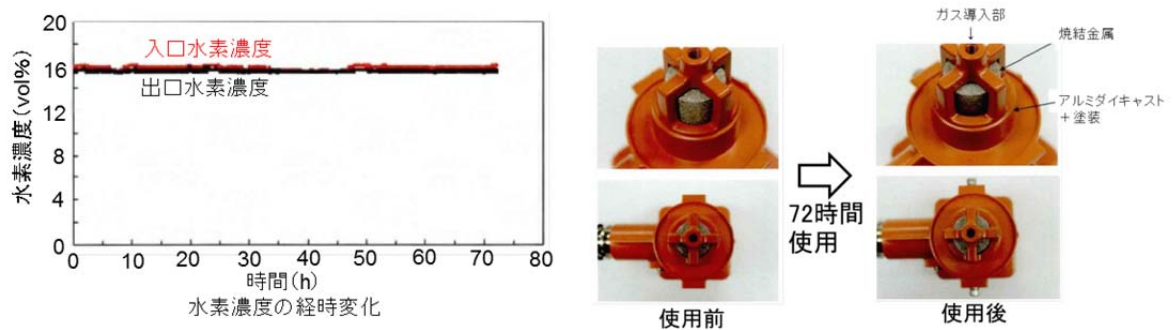 20
16
12
8
4
0
水素濃度(vol%)
入口水素濃度
出口水素濃度
0
10
20
30
40
50
60
70
80
時間(h)
水素濃度の経時変化
使用前
72時間
使用
ガス導入部
焼結金属
アルミダイキャスト
+塗装
使用後